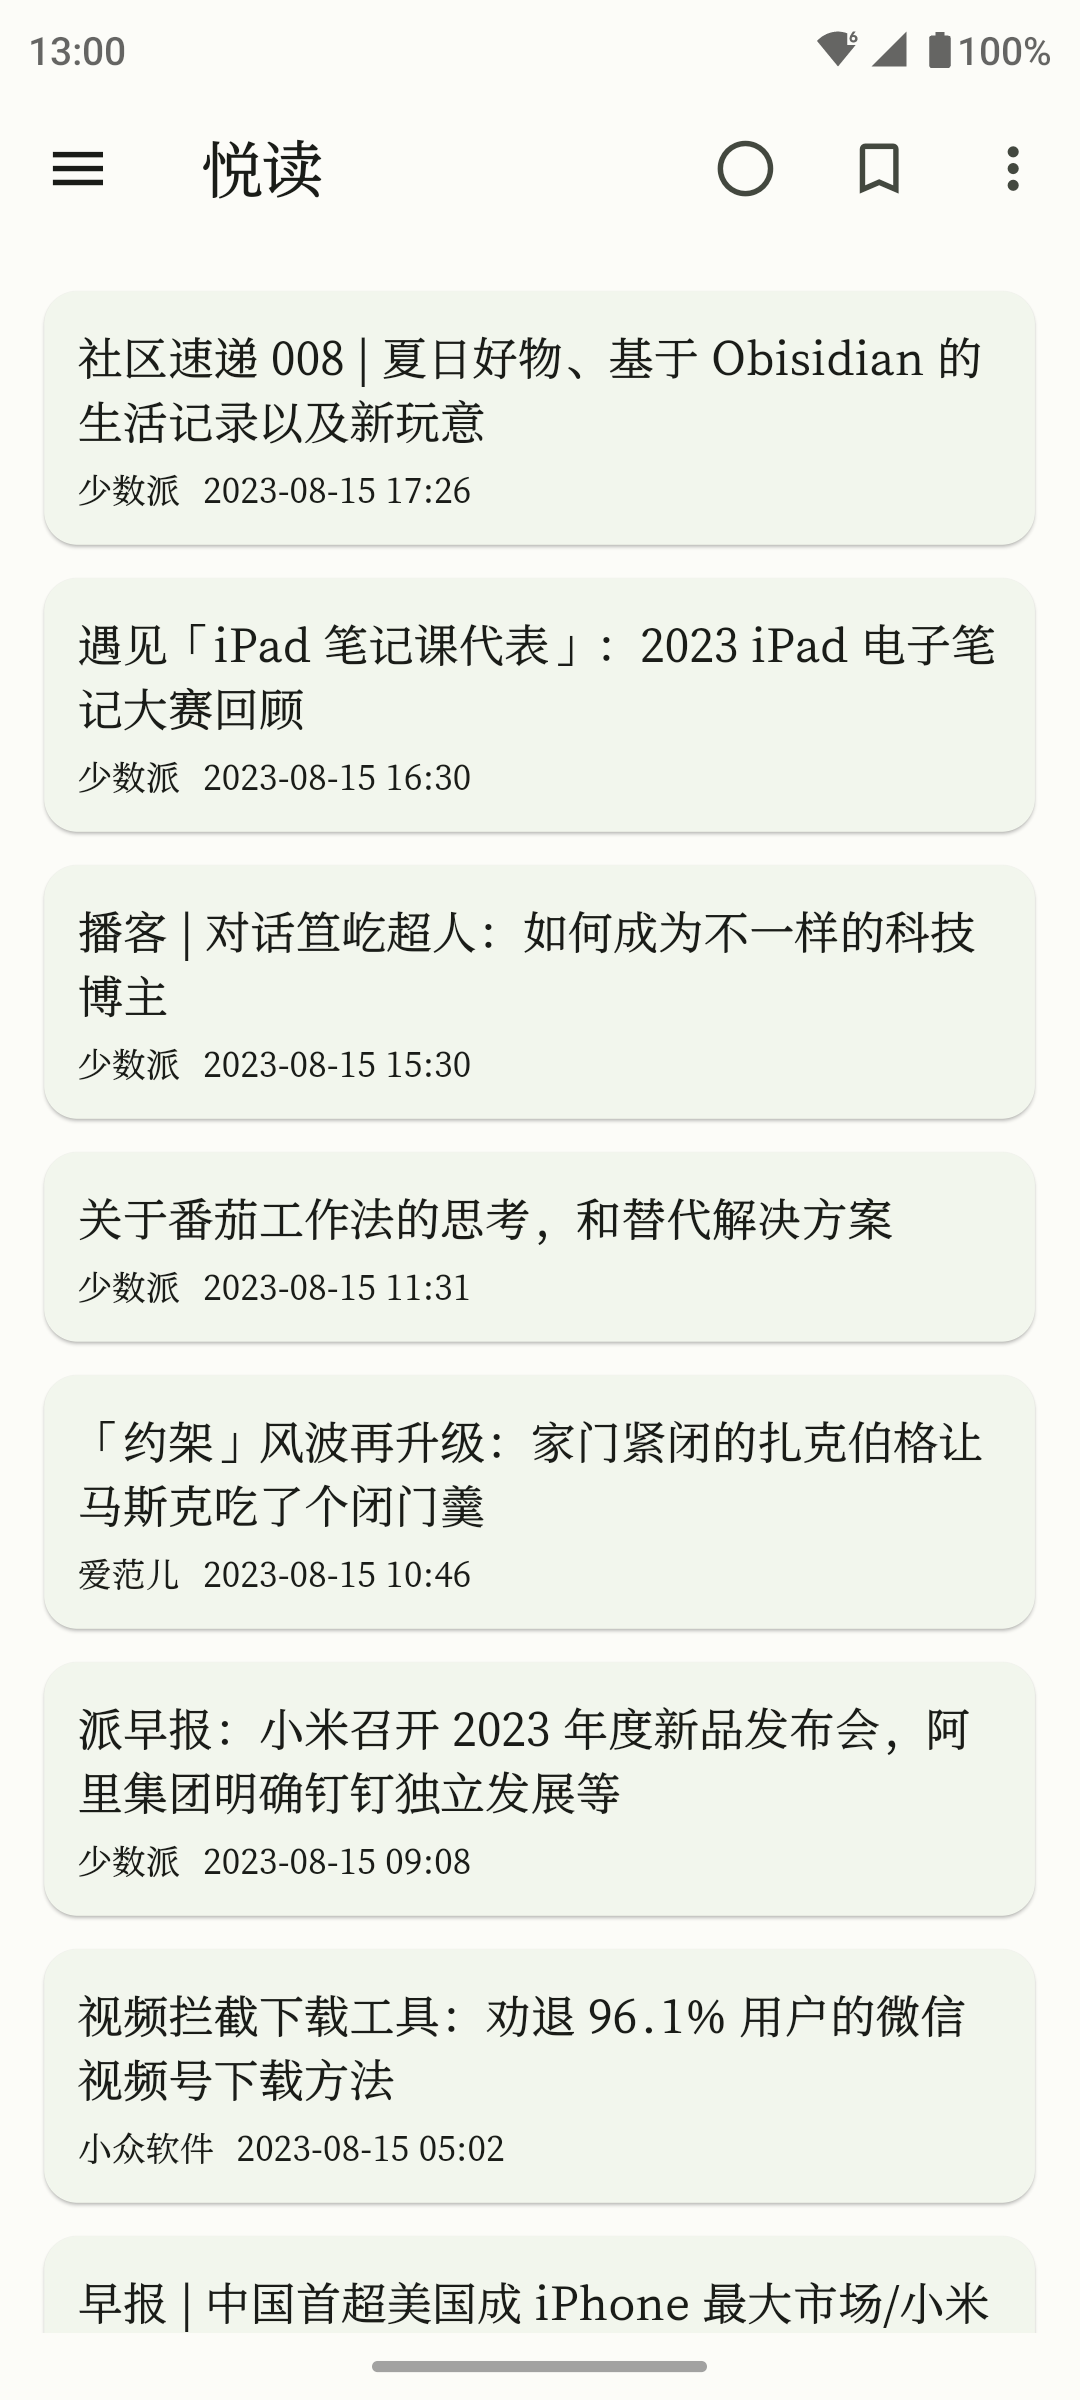 13:00
6
100%
悦读
社区速递 008 | 夏日好物、基于 Obisidian 的
生活记录以及新玩意
少数派 2023-08-15 17:26
遇见「iPad 笔记课代表」：2023 iPad 电子笔
记大赛回顾
少数派 2023-08-15 16:30
播客 | 对话笪屹超人：如何成为不一样的科技
博主
少数派 2023-08-15 15:30
关于番茄工作法的思考，和替代解决方案
少数派 2023-08-15 11:31
「约架」风波再升级：家门紧闭的扎克伯格让
马斯克吃了个闭门羹
爱范儿 2023-08-15 10:46
派早报：小米召开 2023 年度新品发布会，阿
里集团明确钉钉独立发展等
少数派 2023-08-15 09:08
视频拦截下载工具：劝退 96.1% 用户的微信
视频号下载方法
小众软件 2023-08-15 05:02
早报 | 中国首超美国成 iPhone 最大市场/小米